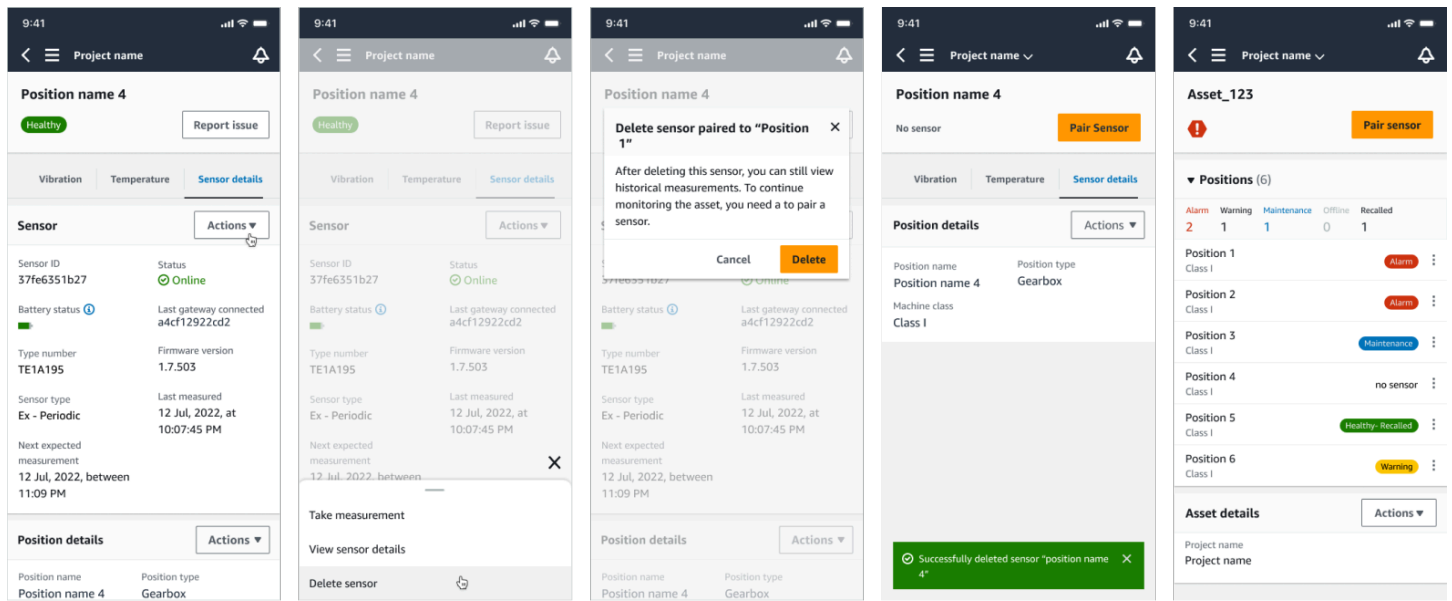 9:41
Project name
Position name 4
Healthy
Report issue
Vibration
Temperature
Sensor details
Sensor
Actions
Sensor ID
37fe6351b27
Status
Online
Battery status
Last gateway connected
a4cf12922cd2
Type number
TE1A195
Firmware version
1.7.503
Sensor type
Ex - Periodic
Last measured
12 Jul, 2022, at
10:07:45 PM
Next expected
measurement
12 Jul, 2022, between
11:09 PM
Position details
Actions
Position name
Position name 4
Position type
Gearbox
9:41
Project name
Position name 4
Healthy
Report issue
Vibration
Temperature
Sensor details
Sensor
Actions
Sensor ID
37fe6351b27
Status
Online
Battery status
Last gateway connected
a4cf12922cd2
Type number
TE1A195
Firmware version
1.7.503
Sensor type
Ex - Periodic
Last measured
12 Jul, 2022, at
10:07:45 PM
Next expected
measurement
12 Jul, 2022, between
Take measurement
View sensor details
Delete sensor
9:41
Project name
Position name 4
Delete sensor paired to “Position
1”
After deleting this sensor, you can still view
historical measurements. To continue
monitoring the asset, you need a to pair a
sensor.
Cancel
Delete
37fe6351b27
Online
Battery status
Last gateway connected
a4cf12922cd2
Type number
TE1A195
Firmware version
1.7.503
Sensor type
Ex - Periodic
Last measured
12 Jul, 2022, at
10:07:45 PM
Next expected
measurement
12 Jul, 2022, between
11:09 PM
Position details
Actions
Position name
Position name 4
Position type
Gearbox
9:41
Project name
Position name 4
No sensor
Pair Sensor
Vibration
Temperature
Sensor details
Position details
Actions
Position name
Position name 4
Position type
Gearbox
Machine class
Class I
Successfully deleted sensor “position name
4”
9:41
Project name
Asset_123
Pair sensor
Positions (6)
Alarm Warning Maintenance Offline Recalled
2 1 1 0 1
Position 1
Class I
Alarm
Position 2
Class I
Alarm
Position 3
Class I
Maintenance
Position 4
Class I
no sensor
Position 5
Class I
Healthy- Recalled
Position 6
Class I
Warning
Asset details
Actions
Project name
Project name